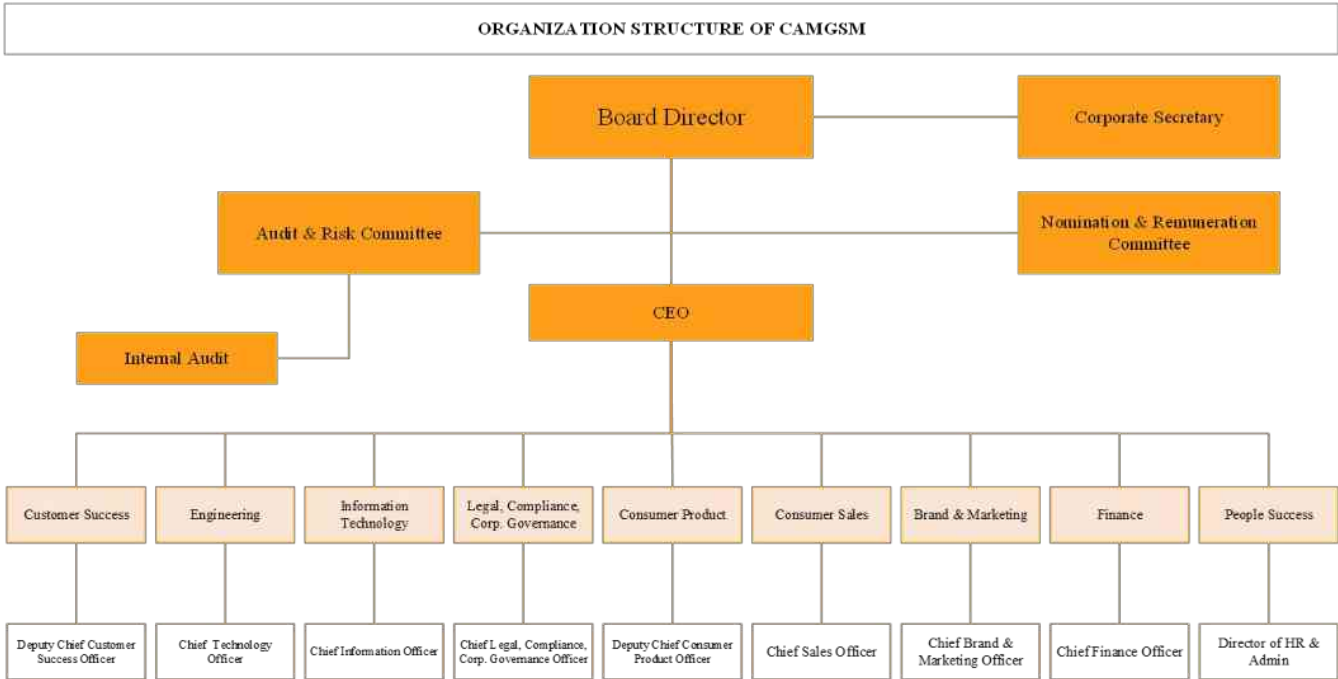 ORGANIZATION STRUCTURE OF CAMGSM
Board Director
Corporate Secretary
Audit & Risk Committee
Nomination & Remuneration
Committee
CEO
Internal Audit
Customer Success
Engineering
Information
Technology
Legal, Compliance,
Corp. Governance
Consumer Product
Consumer Sales
Brand & Marketing
Finance
People Success
Deputy Chief Customer
Success Officer
Chief Technology
Officer
Chief Information Officer
Chief Legal, Compliance,
Corp. Governance Officer
Deputy Chief Consumer
Product Officer
Chief Sales Officer
Chief Brand &
Marketing Officer
Chief Finance Officer
Director of HR &
Admin